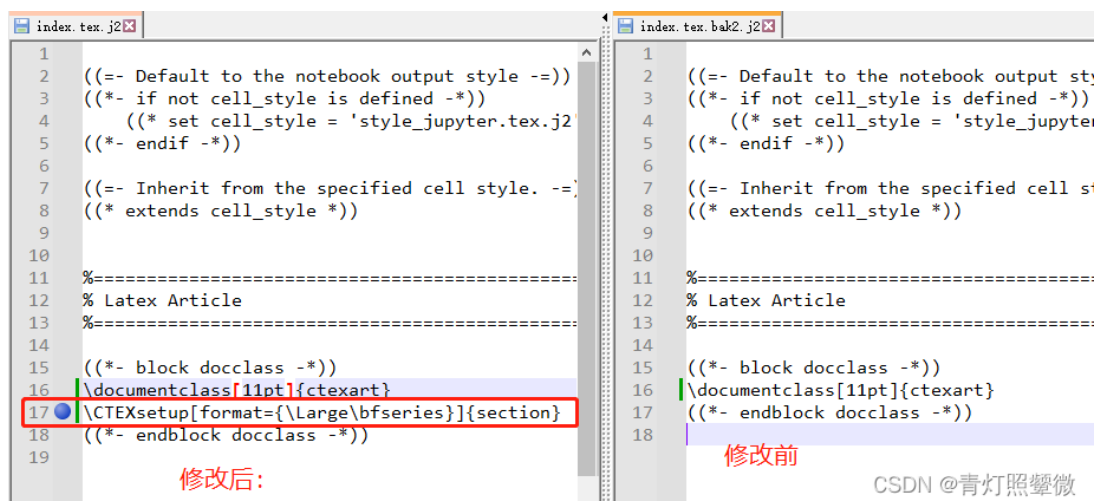 index.tex.j2
1
2 ((=- Default to the notebook output style -=))
3 ((*- if not cell_style is defined -*))
4 ((* set cell_style = 'style_jupyter.tex.j2'
5 ((*- endif -*))
6
7 ((=- Inherit from the specified cell style. -=)
8 ((* extends cell_style *))
9
10
11 %==============================================
12 % Latex Article
13 %==============================================
14
15 ((*- block docclass -*))
16 \documentclass[11pt]{ctexart}
17 \CTEXsetup[format={\Large\bfseries}]{section}
18 ((*- endblock docclass -*))
19
修改后:
index.tex.bak2.j2
1
2 ((=- Default to the notebook output sty
3 ((*- if not cell_style is defined -*))
4 ((* set cell_style = 'style_jupyter
5 ((*- endif -*))
6
7 ((=- Inherit from the specified cell st
8 ((* extends cell_style *))
9
10
11 %======================================
12 % Latex Article
13 %======================================
14
15 ((*- block docclass -*))
16 \documentclass[11pt]{ctexart}
17 ((*- endblock docclass -*))
18
修改前
CSDN @青灯照颦微